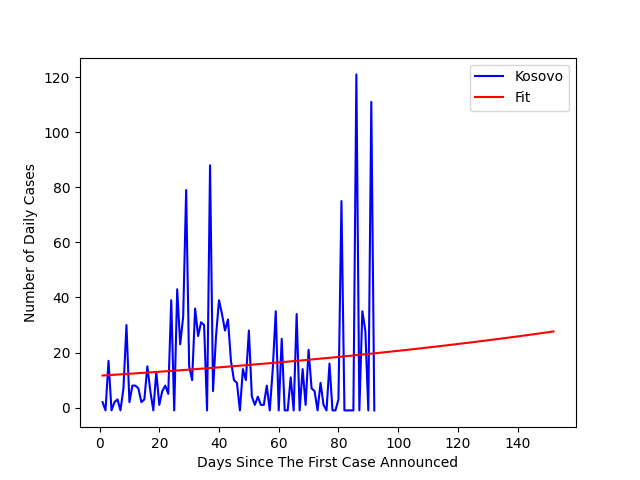 Kosovo
Fit
Number of Daily Cases
120
100
80
60
40
20
0
0 20 40 60 80 100 120 140
Days Since The First Case Announced